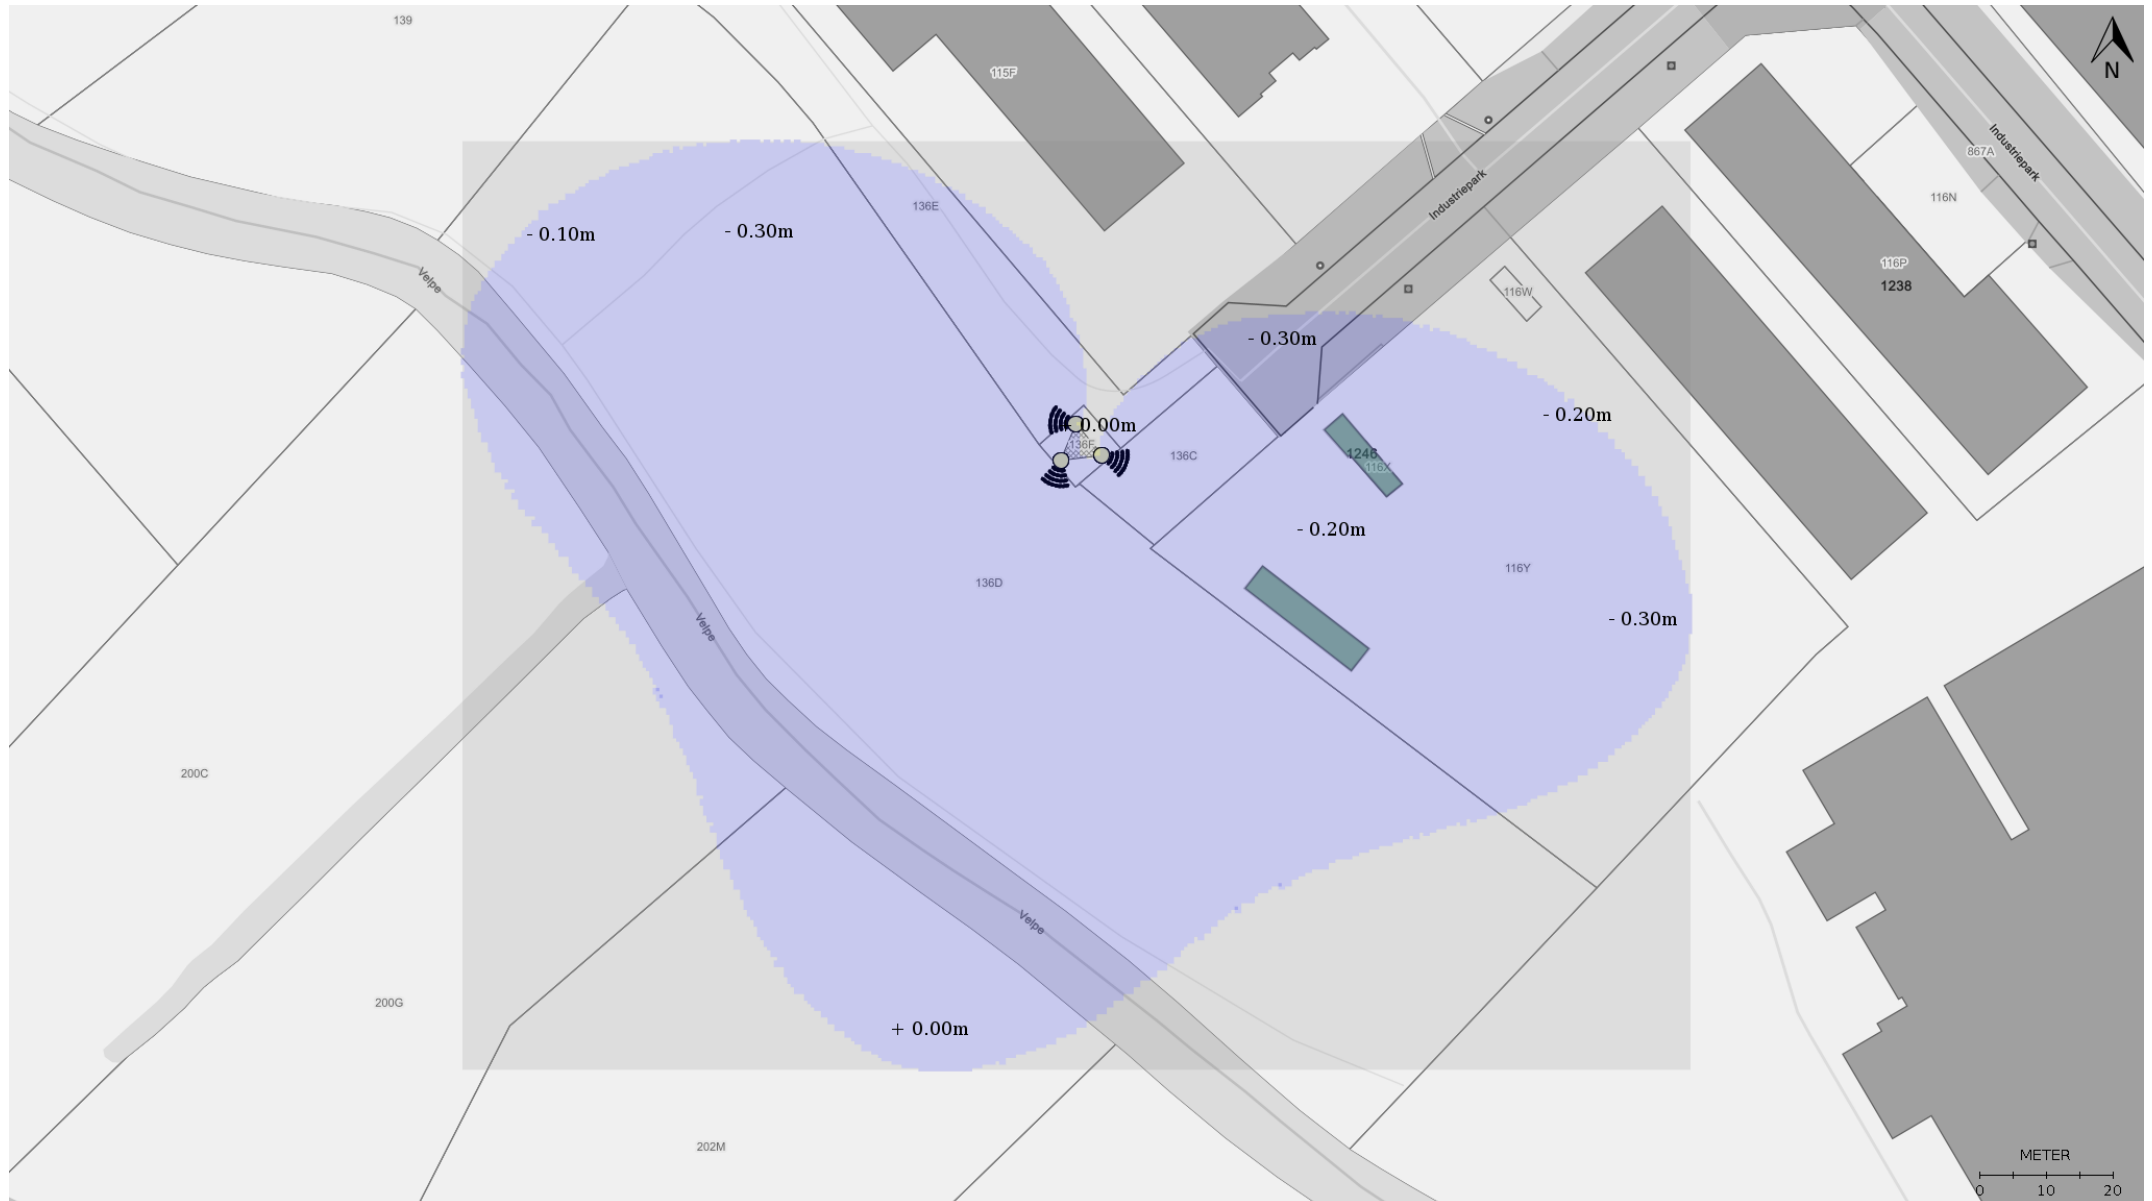 139
N
115F
Industriepark
867A
136E
116N
- 0.10m
- 0.30m
Industriepark
Velpe
116P
1238
116W
- 0.30m
- 0.20m
0.00m
136F
136C
1246
116X
- 0.20m
136D
116Y
- 0.30m
Velpe
200C
Velpe
200G
+ 0.00m
202M
METER
0 10 20